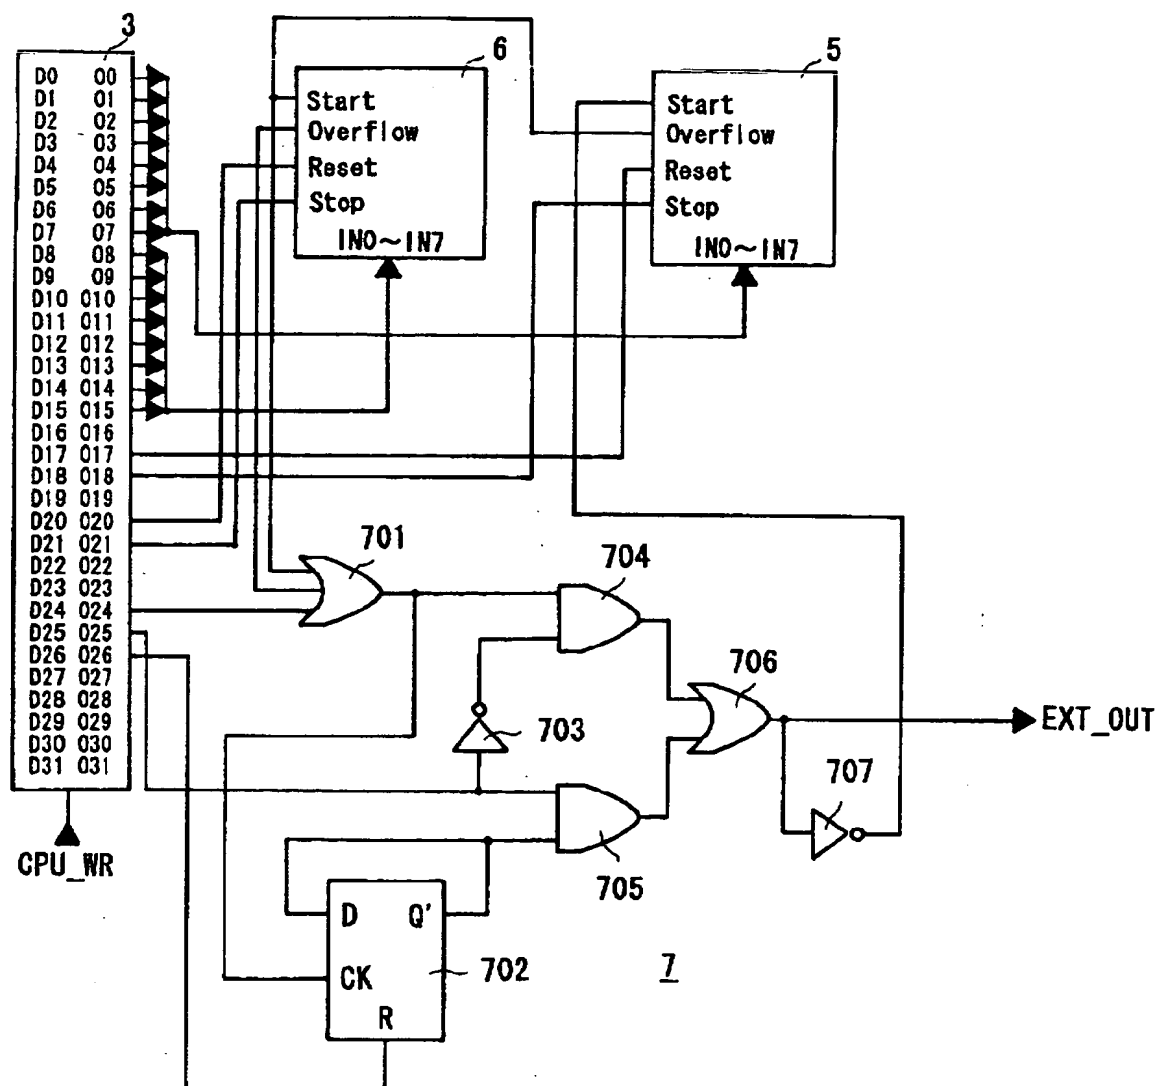 3
D0 O0
D1 O1
D2 O2
D3 O3
D4 O4
D5 O5
D6 O6
D7 O7
D8 O8
D9 O9
D10 O10
D11 O11
D12 O12
D13 O13
D14 O14
D15 O15
D16 O16
D17 O17
D18 O18
D19 O19
D20 O20
D21 O21
D22 O22
D23 O23
D24 O24
D25 O25
D26 O26
D27 O27
D28 O28
D29 O29
D30 O30
D31 O31
CPU_WR
6
Start
Overflow
Reset
Stop
IN0~IN7
5
Start
Overflow
Reset
Stop
IN0~IN7
701
704
706
EXT_OUT
703
707
705
D Q'
CK
R
702
7